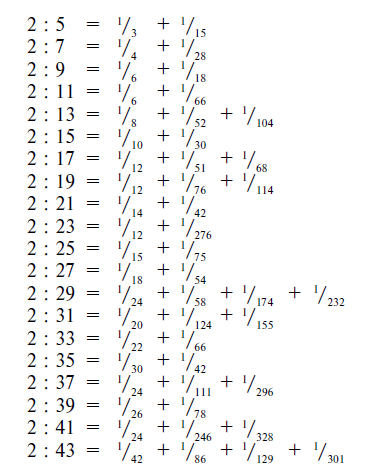 2 : 5 = 1/3 + 1/15
2 : 7 = 1/4 + 1/28
2 : 9 = 1/6 + 1/18
2 : 11 = 1/6 + 1/66
2 : 13 = 1/8 + 1/52 + 1/104
2 : 15 = 1/10 + 1/30
2 : 17 = 1/12 + 1/51 + 1/68
2 : 19 = 1/12 + 1/76 + 1/114
2 : 21 = 1/14 + 1/42
2 : 23 = 1/12 + 1/276
2 : 25 = 1/15 + 1/75
2 : 27 = 1/18 + 1/54
2 : 29 = 1/24 + 1/58 + 1/174 + 1/232
2 : 31 = 1/20 + 1/124 + 1/155
2 : 33 = 1/22 + 1/66
2 : 35 = 1/30 + 1/42
2 : 37 = 1/24 + 1/111 + 1/296
2 : 39 = 1/26 + 1/78
2 : 41 = 1/24 + 1/246 + 1/328
2 : 43 = 1/42 + 1/86 + 1/129 + 1/301